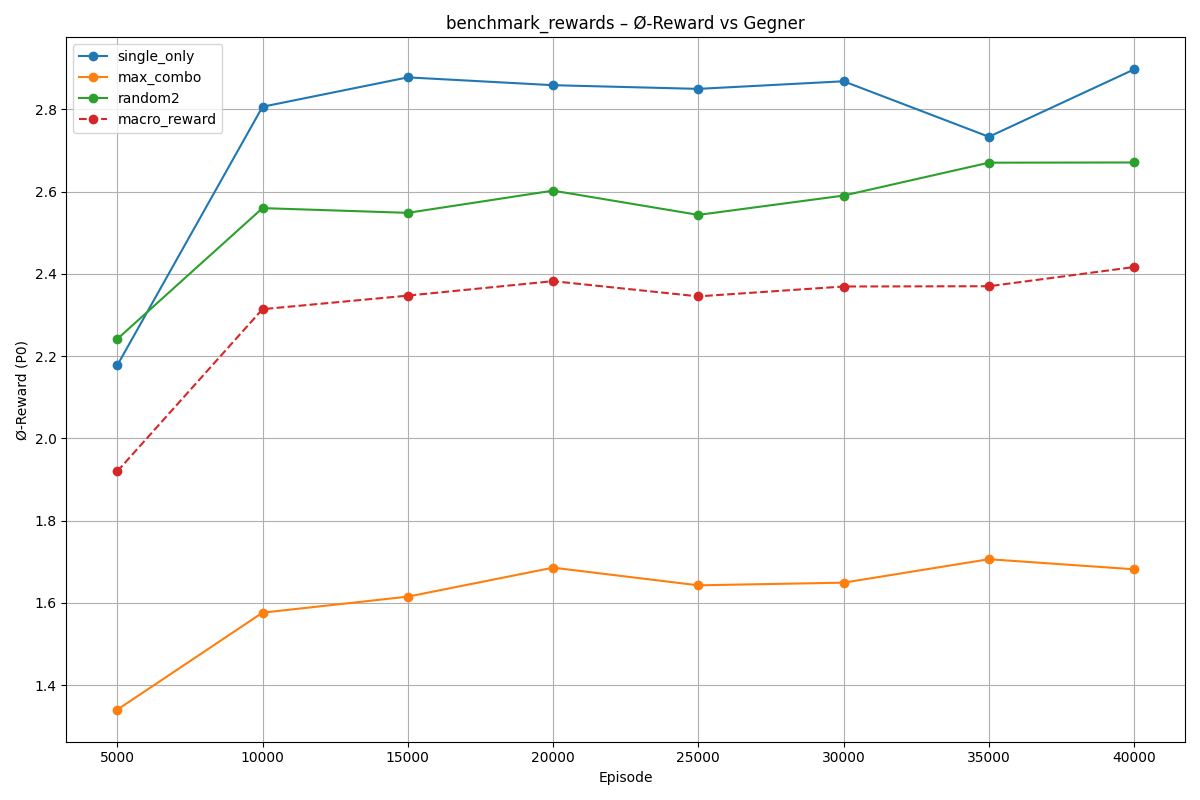 benchmark_rewards – Ø-Reward vs Gegner
single_only
max_combo
random2
macro_reward
Ø-Reward (P0)
2.8
2.6
2.4
2.2
2.0
1.8
1.6
1.4
5000 10000 15000 20000 25000 30000 35000 40000
Episode